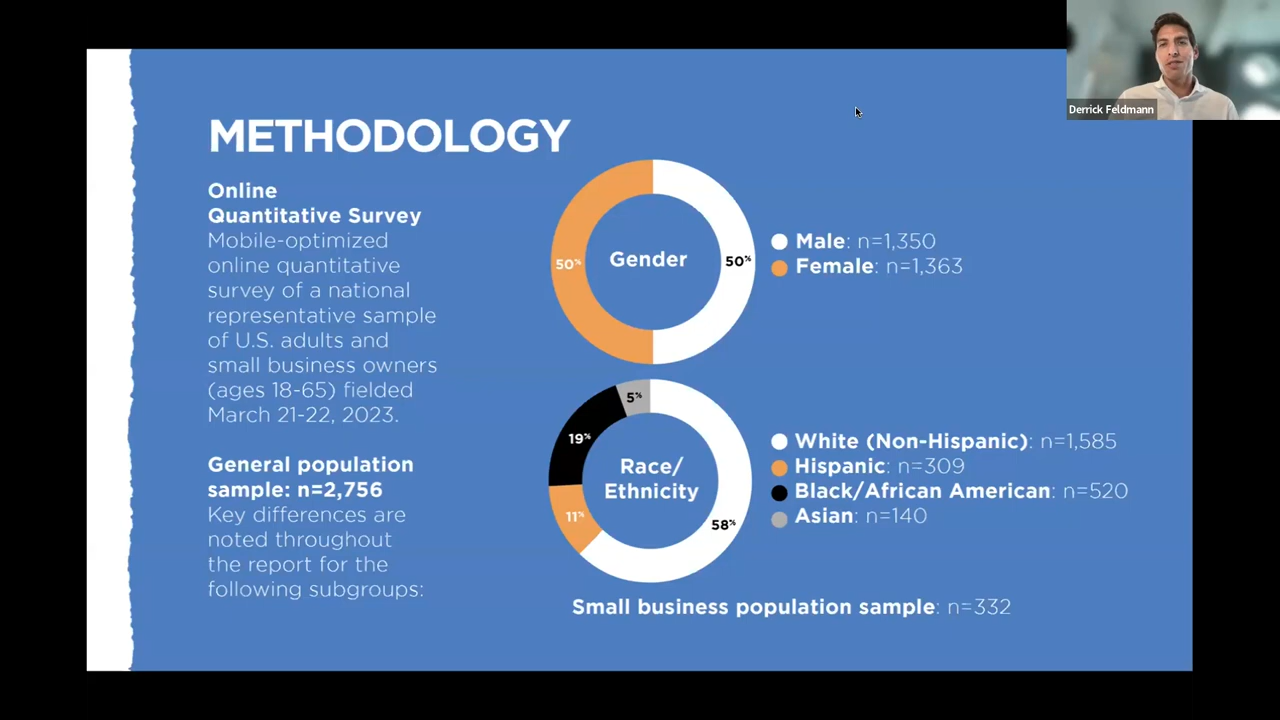 Derrick Feldmann
METHODOLOGY
Online
Quantitative Survey
Mobile-optimized
online quantitative
survey of a national
representative sample
of U.S. adults and
small business owners
(ages 18-65) fielded
March 21-22, 2023.
General population
sample: n=2,756
Key differences are
noted throughout
the report for the
following subgroups:
50%
Gender
50%
Male: n=1,350
Female: n=1,363
5%
19%
Race/
Ethnicity
11%
58%
White (Non-Hispanic): n=1,585
Hispanic: n=309
Black/African American: n=520
Asian: n=140
Small business population sample: n=332